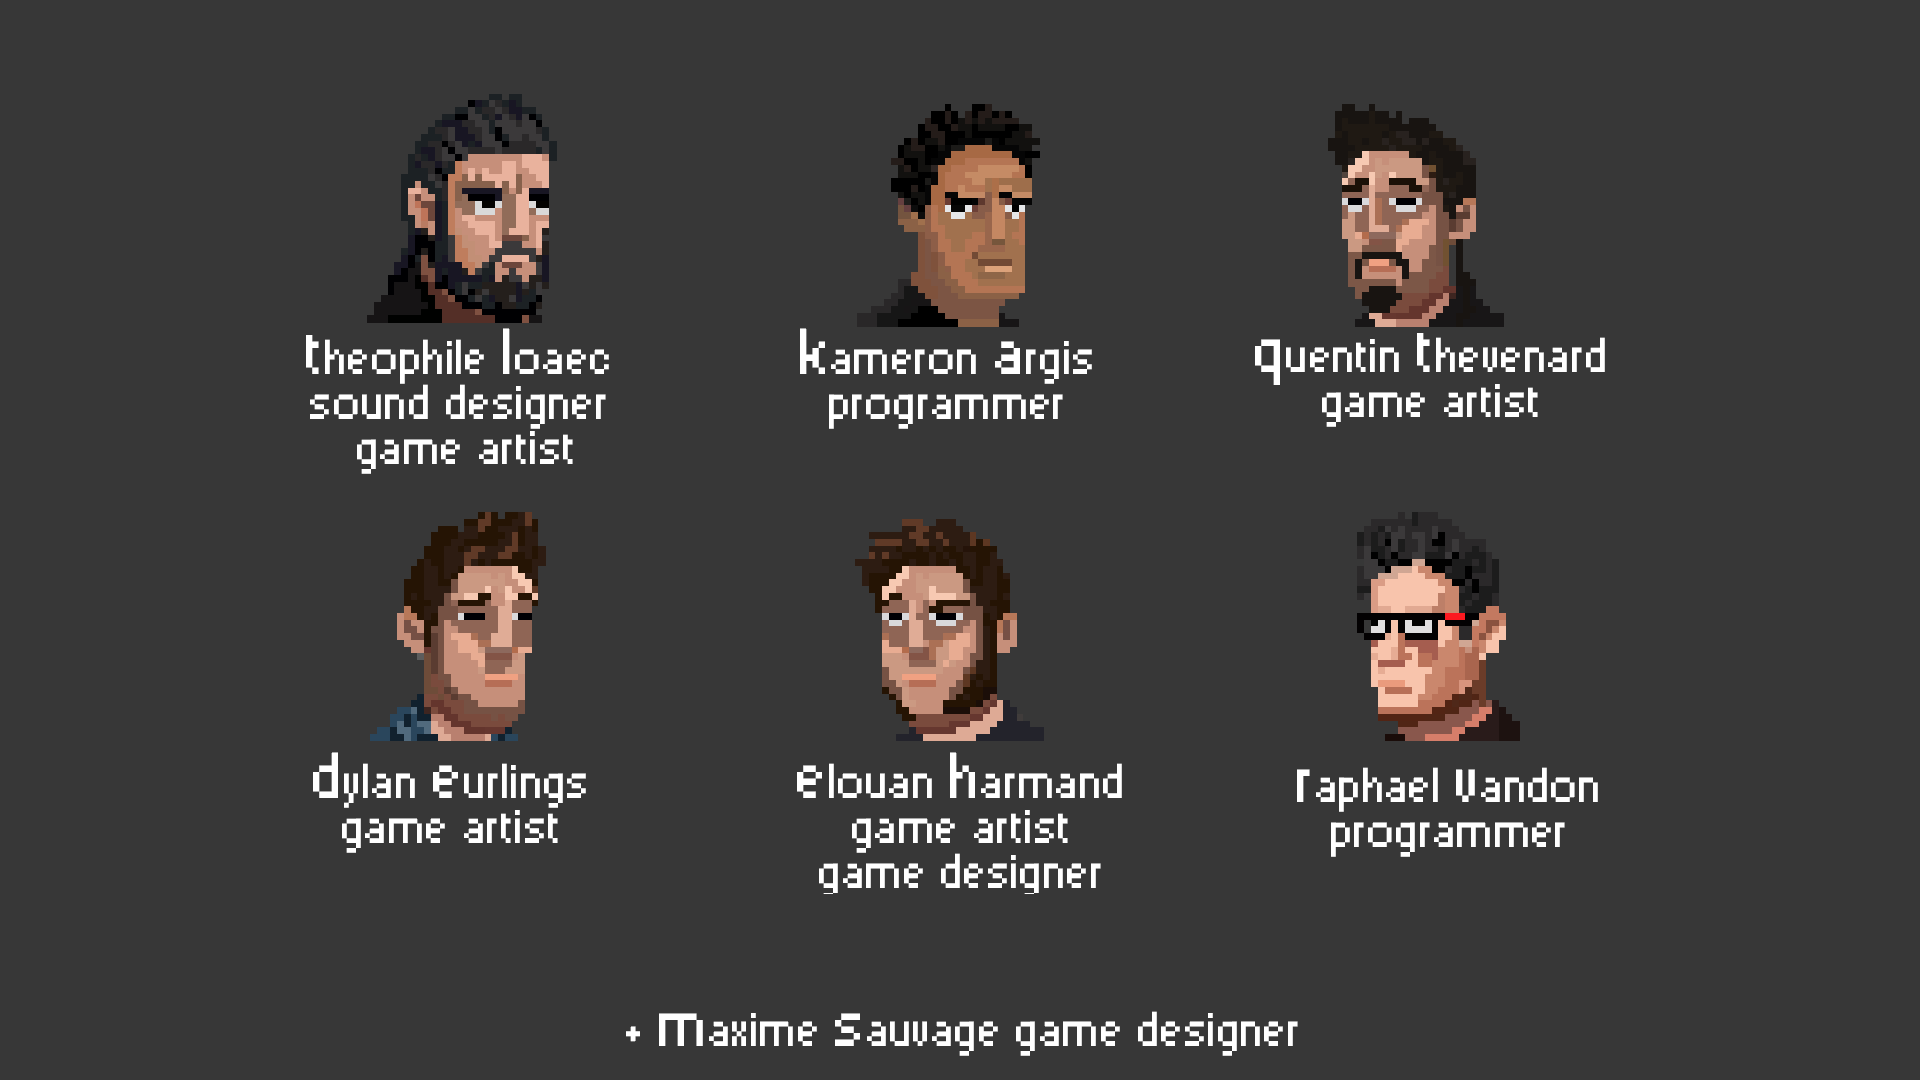 theophile loaec
sound designer
game artist
kameron argis
programmer
quentin thevenard
game artist
dylan eurlings
game artist
elouan harmand
game artist
game designer
raphael vandon
programmer
+ Maxime Sauvage game designer